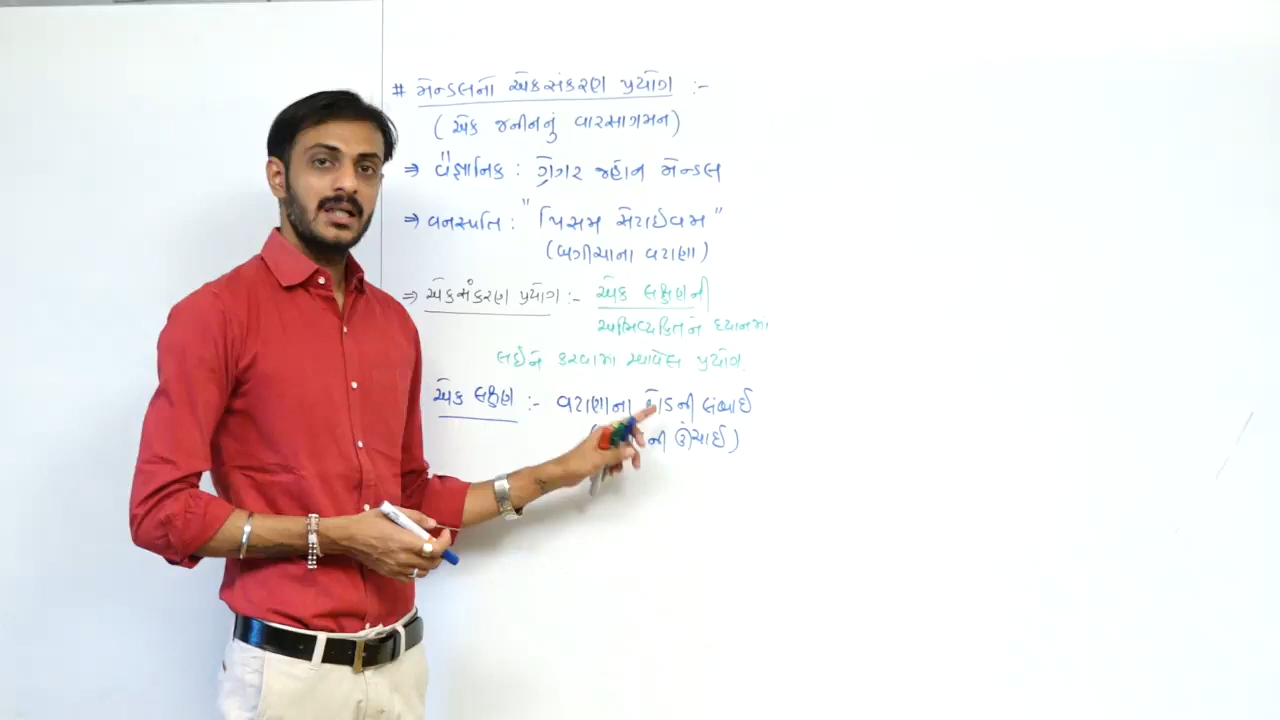 # મેન્ડલનો એકસંકરણ પ્રયોગ :-
(એક જનીનનું વારસાગમન)
⇒ વૈજ્ઞાનિક : ગ્રેગર જ્હોન મેન્ડલ
⇒ વનસ્પતિ : "પિસમ સેટાઈવમ"
(બગીચાના વટાણા)
⇒ એકસંકરણ પ્રયોગ :- એક લક્ષણની
અભિવ્યક્તિને ધ્યાનમાં
લઈને કરવામાં આવેલ પ્રયોગ.
એક લક્ષણ :- વટાણાના છોડની લંબાઈ
ની ઊંચાઈ)